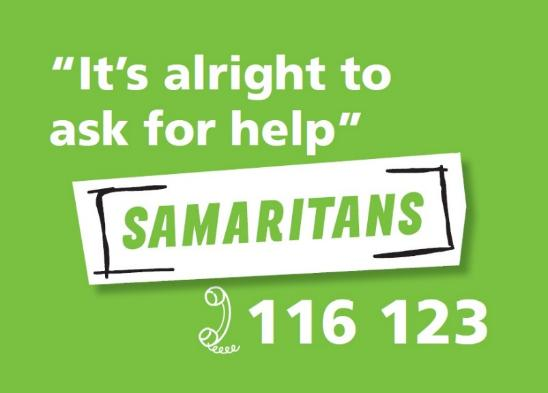 “It’s alright to
ask for help”
SAMARITANS
116 123